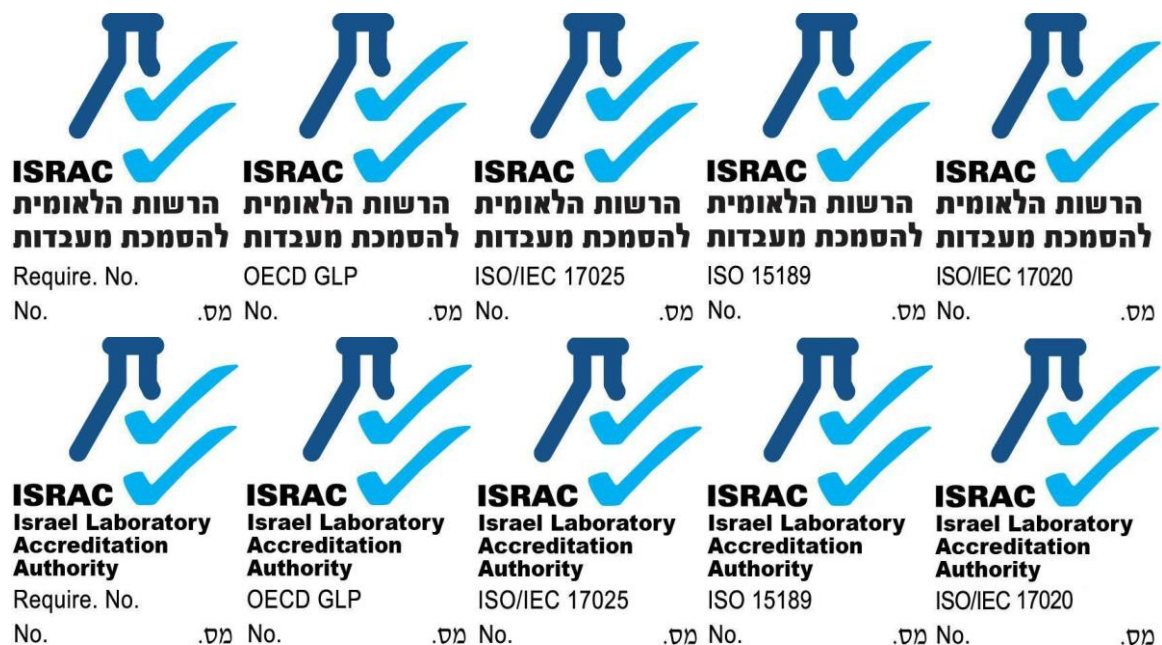 ISRAC
הרשות הלאומית
להסמכת מעבדות
Require. No.
No. מס.
ISRAC
הרשות הלאומית
להסמכת מעבדות
OECD GLP
No. מס.
ISRAC
הרשות הלאומית
להסמכת מעבדות
ISO/IEC 17025
No. מס.
ISRAC
הרשות הלאומית
להסמכת מעבדות
ISO 15189
No. מס.
ISRAC
הרשות הלאומית
להסמכת מעבדות
ISO/IEC 17020
No. מס.
ISRAC
Israel Laboratory
Accreditation
Authority
Require. No.
No. מס.
ISRAC
Israel Laboratory
Accreditation
Authority
OECD GLP
No. מס.
ISRAC
Israel Laboratory
Accreditation
Authority
ISO/IEC 17025
No. מס.
ISRAC
Israel Laboratory
Accreditation
Authority
ISO 15189
No. מס.
ISRAC
Israel Laboratory
Accreditation
Authority
ISO/IEC 17020
No. מס.